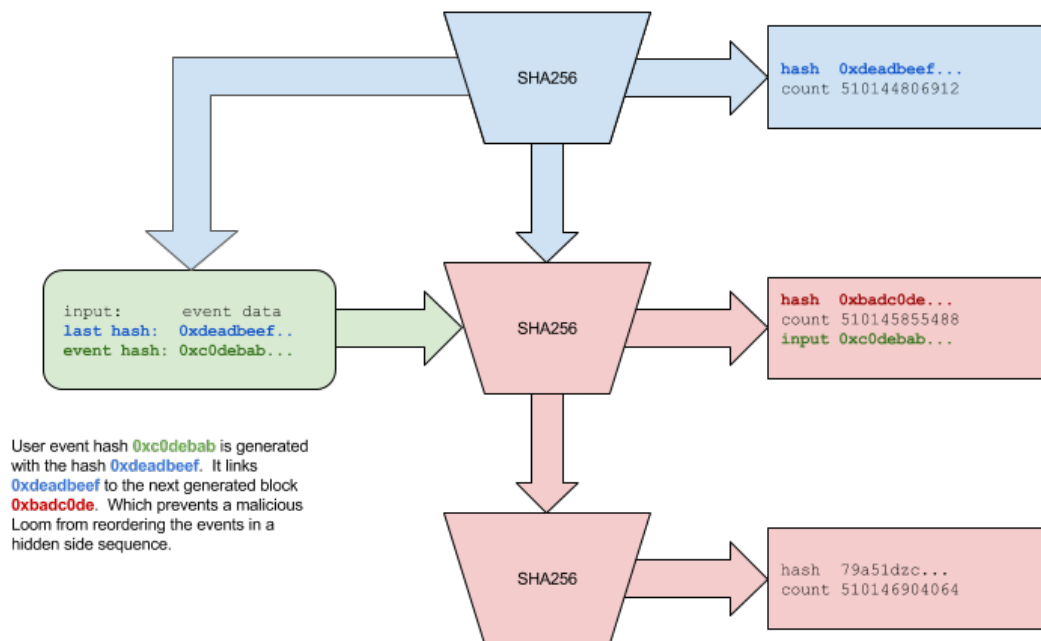 SHA256
hash 0xdeadbeef...
count 510144806912
input: event data
last hash: 0xdeadbeef..
event hash: 0xc0debab...
SHA256
hash 0xbadc0de...
count 510145855488
input 0xc0debab...
User event hash 0xc0debab is generated
with the hash 0xdeadbeef. It links
0xdeadbeef to the next generated block
0xbadc0de. Which prevents a malicious
Loom from reordering the events in a
hidden side sequence.
SHA256
hash 79a51dzc...
count 510146904064